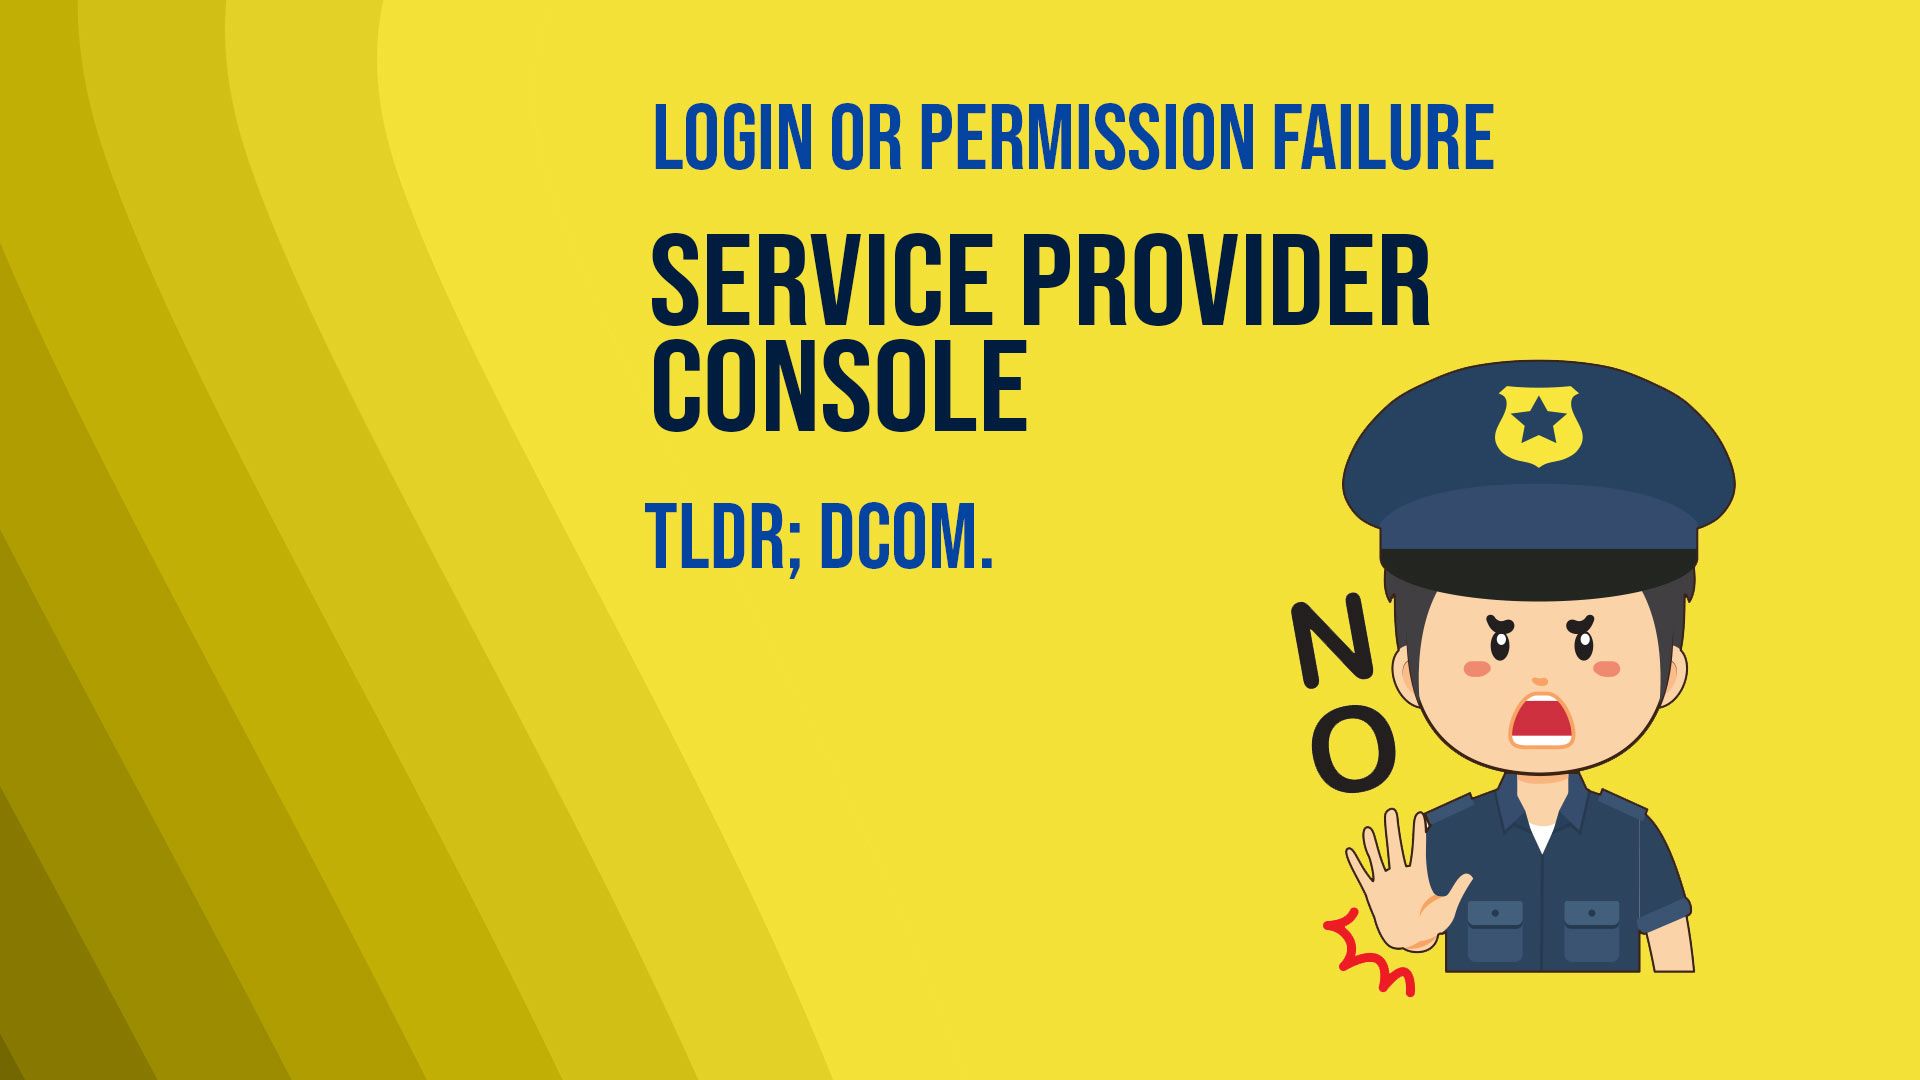 LOGIN OR PERMISSION FAILURE
SERVICE PROVIDER
CONSOLE
TLDR; DCOM.
NO